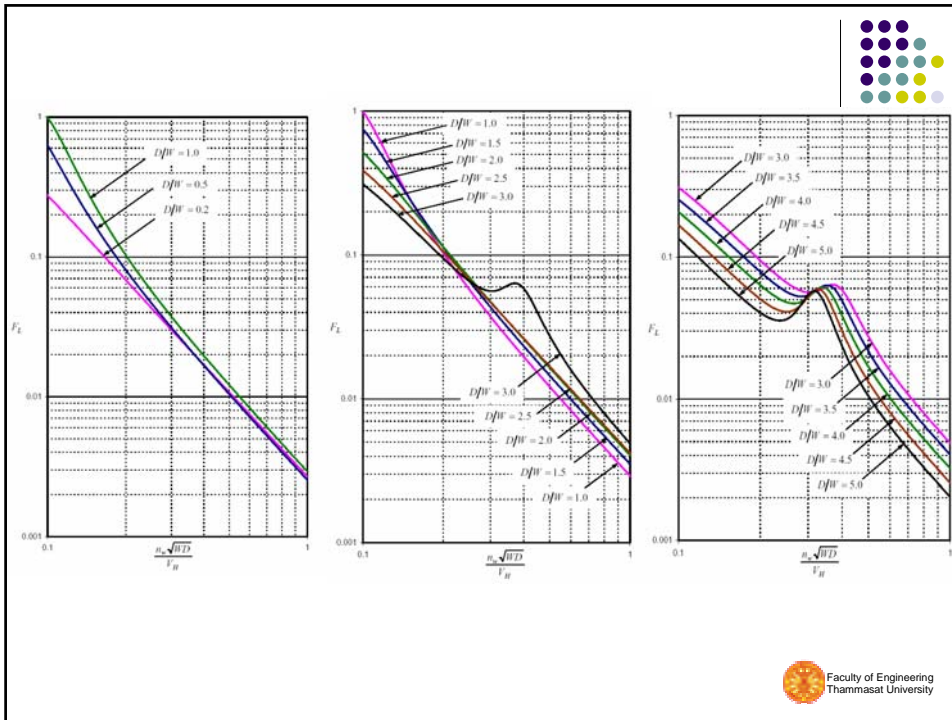 1
D/W = 1.0
D/W = 0.5
D/W = 0.2
0.1
F_L
0.01
0.001
0.1
n_w √WD
V_H
1
1
D/W = 1.0
D/W = 1.5
D/W = 2.0
D/W = 2.5
D/W = 3.0
0.1
F_L
0.01
D/W = 3.0
D/W = 2.5
D/W = 2.0
D/W = 1.5
D/W = 1.0
0.001
0.1
n_w √WD
V_H
1
1
D/W = 3.0
D/W = 3.5
D/W = 4.0
D/W = 4.5
D/W = 5.0
0.1
F_L
D/W = 3.0
0.01
D/W = 3.5
D/W = 4.0
D/W = 4.5
D/W = 5.0
0.001
0.1
n_w √WD
V_H
1
Faculty of Engineering
Thammasat University